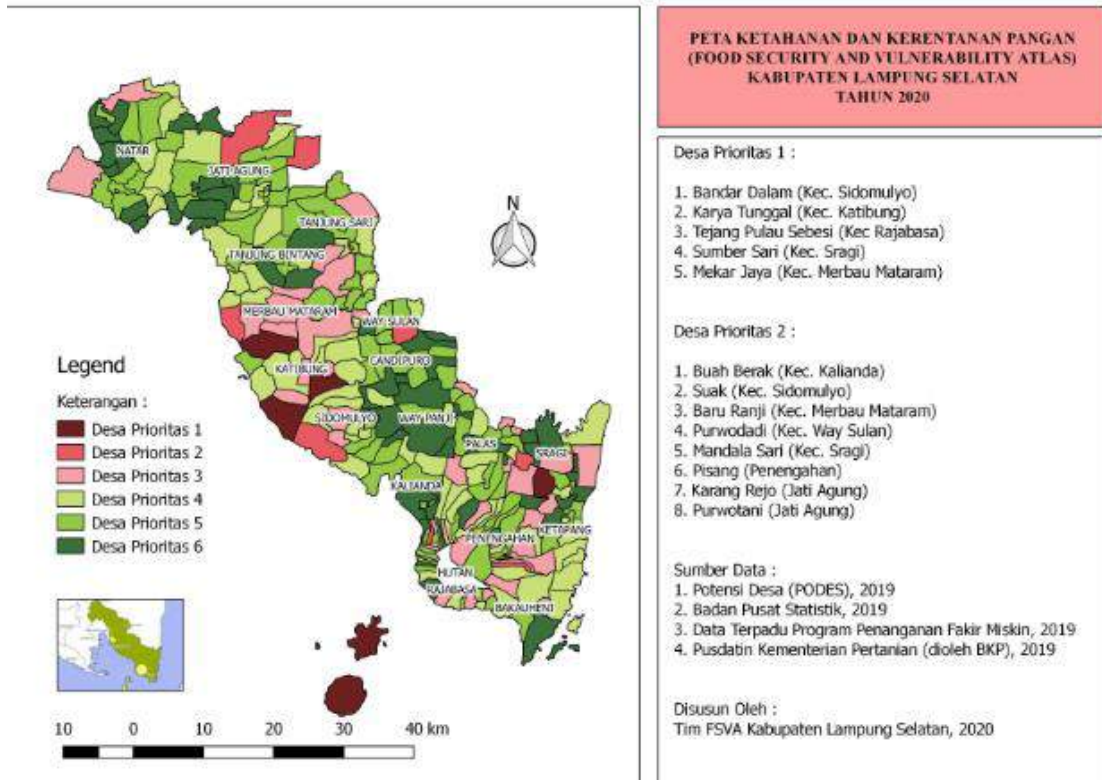 PETA KETAHANAN DAN KERENTANAN PANGAN
(FOOD SECURITY AND VULNERABILITY ATLAS)
KABUPATEN LAMPUNG SELATAN
TAHUN 2020
NATAR
JATI AGUNG
TANJUNG SARI
TANJUNG BINTANG
MERBAU MATARAM
WAY SULAN
KATIBUNG
CANDIPURO
SIDOMULYO
WAY PANJI
PALAS
SRAGI
KALIANDA
PENENGAHAN
KETAPANG
HUTAN
RAJABASA
BAKAUHENI
N
Legend
Keterangan :
Desa Prioritas 1
Desa Prioritas 2
Desa Prioritas 3
Desa Prioritas 4
Desa Prioritas 5
Desa Prioritas 6
10 0 10 20 30 40 km
Desa Prioritas 1 :
1. Bandar Dalam (Kec. Sidomulyo)
2. Karya Tunggal (Kec. Katibung)
3. Tejang Pulau Sebesi (Kec Rajabasa)
4. Sumber Sari (Kec. Sragi)
5. Mekar Jaya (Kec. Merbau Mataram)
Desa Prioritas 2 :
1. Buah Berak (Kec. Kalianda)
2. Suak (Kec. Sidomulyo)
3. Baru Ranji (Kec. Merbau Mataram)
4. Purwodadi (Kec. Way Sulan)
5. Mandala Sari (Kec. Sragi)
6. Pisang (Penengahan)
7. Karang Rejo (Jati Agung)
8. Purwotani (Jati Agung)
Sumber Data :
1. Potensi Desa (PODES), 2019
2. Badan Pusat Statistik, 2019
3. Data Terpadu Program Penanganan Fakir Miskin, 2019
4. Pusdatin Kementerian Pertanian (dioleh BKP), 2019
Disusun Oleh :
Tim FSVA Kabupaten Lampung Selatan, 2020